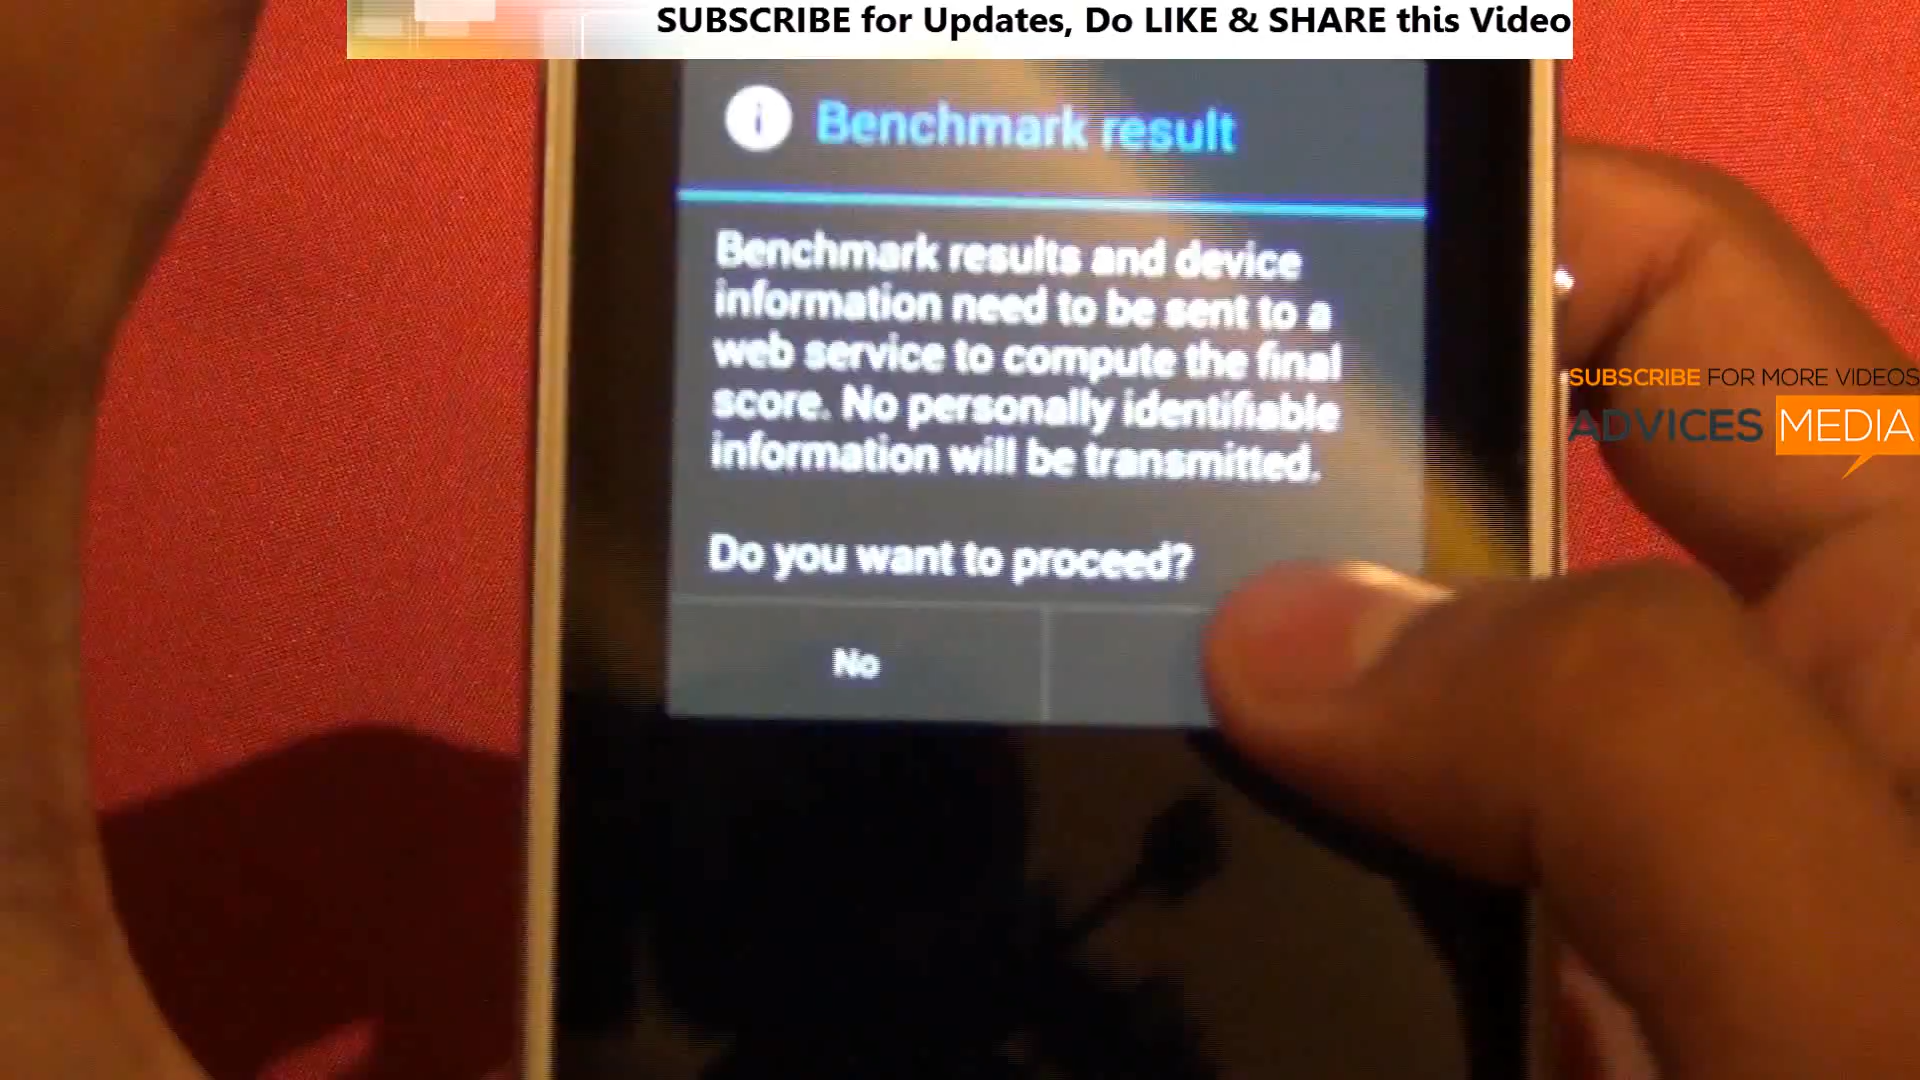 SUBSCRIBE for Updates, Do LIKE & SHARE this Video
Benchmark result
Benchmark results and device
information need to be sent to a
web service to compute the final
score. No personally identifiable
information will be transmitted.
Do you want to proceed?
No
SUBSCRIBE FOR MORE VIDEOS
ADVICES MEDIA